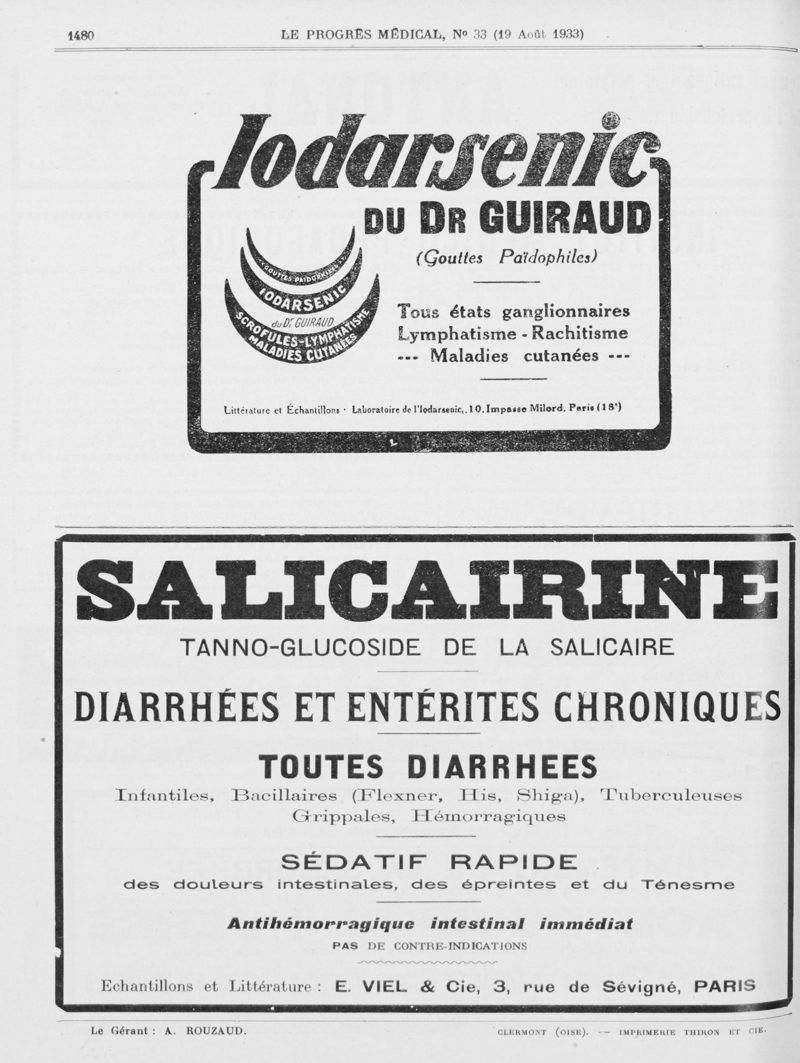 1480
LE PROGRÈS MÉDICAL, No 33 (19 Août 1933)
Iodarsenic
DU DR GUIRAUD
(Gouttes Païdophiles)
GOUTTES PAÏDOPHILES
IODARSENIC
du Dr GUIRAUD
SCROFULES-LYMPHATISME
MALADIES CUTANÉES
Tous états ganglionnaires
Lymphatisme - Rachitisme
--- Maladies cutanées ---
Littérature et Échantillons · Laboratoire de l'Iodarsenic,.10,Impasse Milord, Paris (18e)
L
SALICAIRINE
TANNO-GLUCOSIDE DE LA SALICAIRE
DIARRHÉES ET ENTÉRITES CHRONIQUES
TOUTES DIARRHEES
Infantiles, Bacillaires (Flexner, His, Shiga), Tuberculeuses
Grippales, Hémorragiques
SÉDATIF RAPIDE
des douleurs intestinales, des épreintes et du Ténesme
Antihémorragique intestinal immédiat
PAS DE CONTRE-INDICATIONS
Echantillons et Littérature : E. VIEL & Cie, 3, rue de Sévigné, PARIS
Le Gérant : A. ROUZAUD.
CLERMONT (OISE). — IMPRIMERIE THIRON ET CIE.